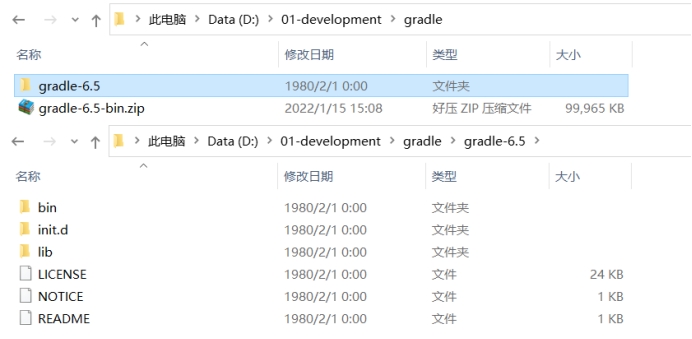 此电脑 > Data (D:) > 01-development > gradle
名称 修改日期 类型 大小
gradle-6.5 1980/2/1 0:00 文件夹
gradle-6.5-bin.zip 2022/1/15 15:08 好压 ZIP 压缩文件 99,965 KB
此电脑 > Data (D:) > 01-development > gradle > gradle-6.5 >
名称 修改日期 类型 大小
bin 1980/2/1 0:00 文件夹
init.d 1980/2/1 0:00 文件夹
lib 1980/2/1 0:00 文件夹
LICENSE 1980/2/1 0:00 文件 24 KB
NOTICE 1980/2/1 0:00 文件 1 KB
README 1980/2/1 0:00 文件 1 KB